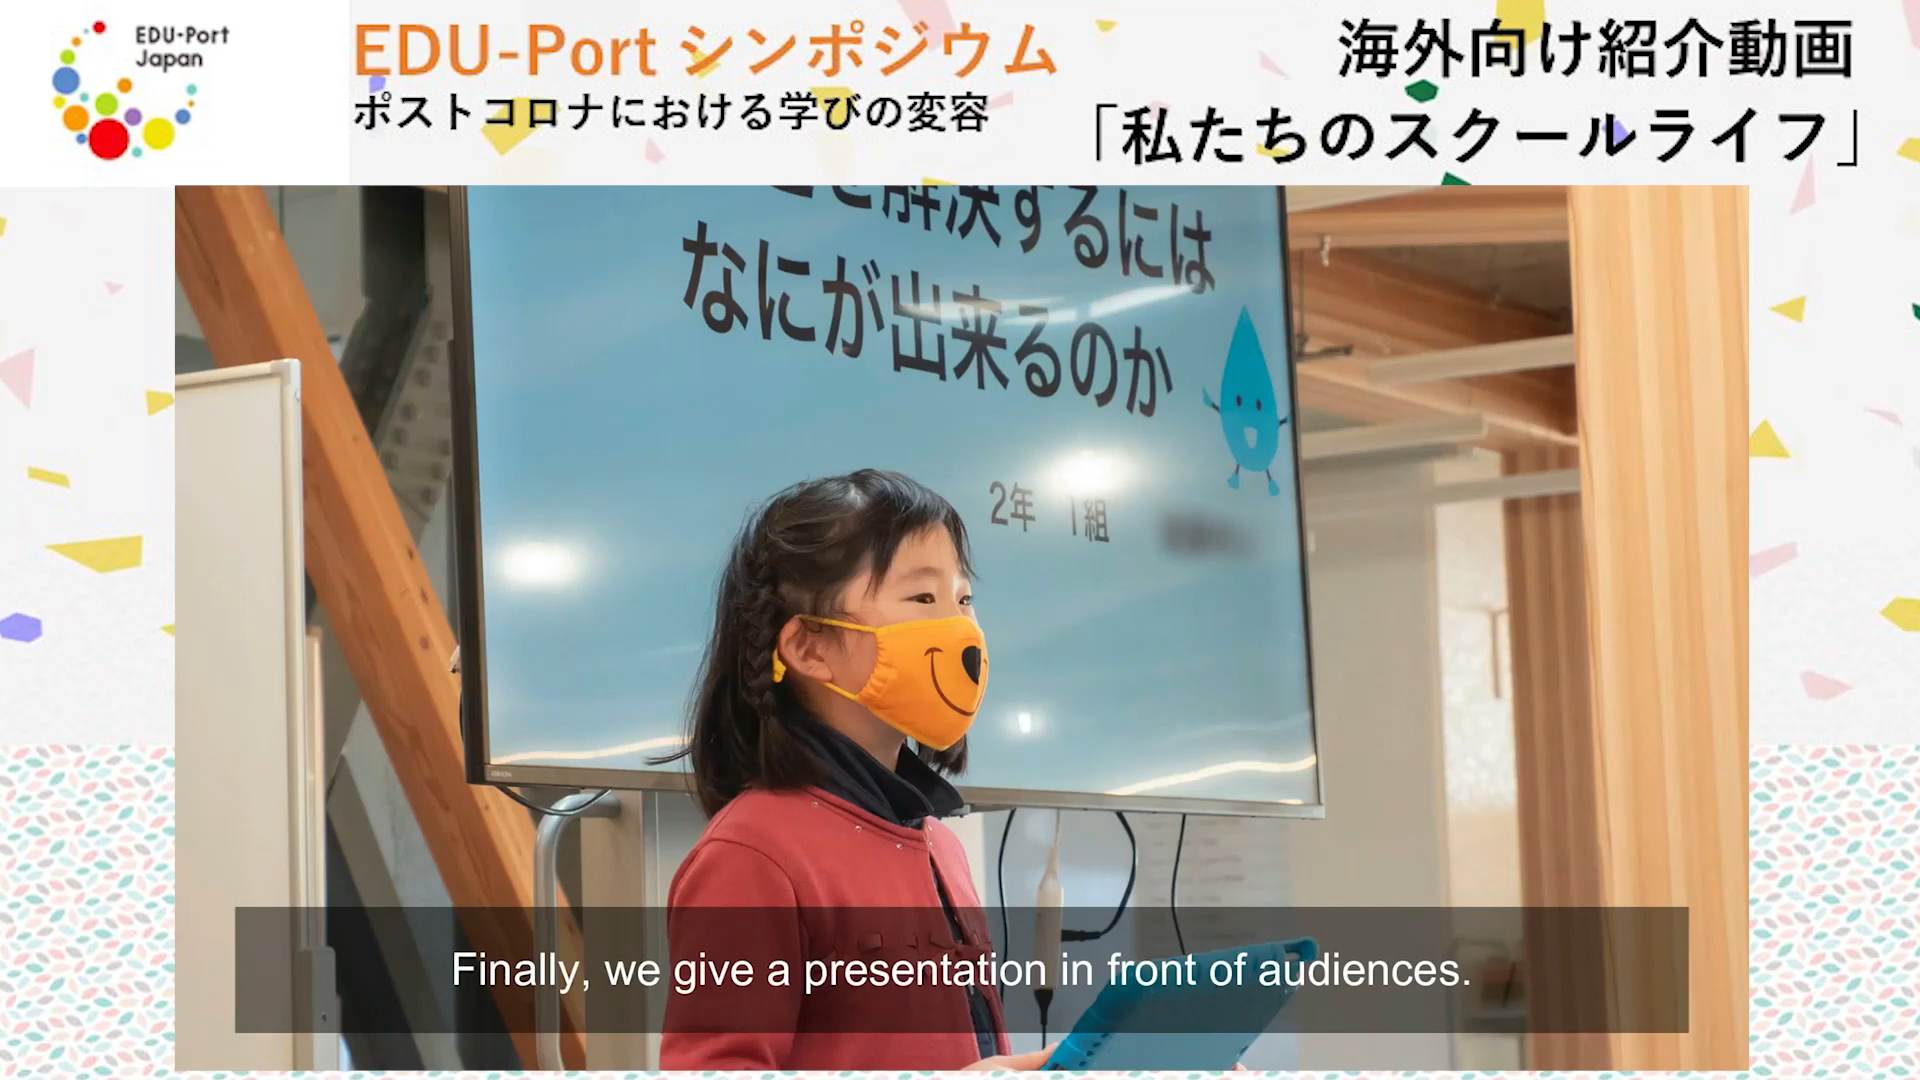 EDU-Port
Japan
EDU-Port シンポジウム
ポストコロナにおける学びの変容
海外向け紹介動画
「私たちのスクールライフ」
を解決するには
なにが出来るのか
2年 1組
Finally, we give a presentation in front of audiences.